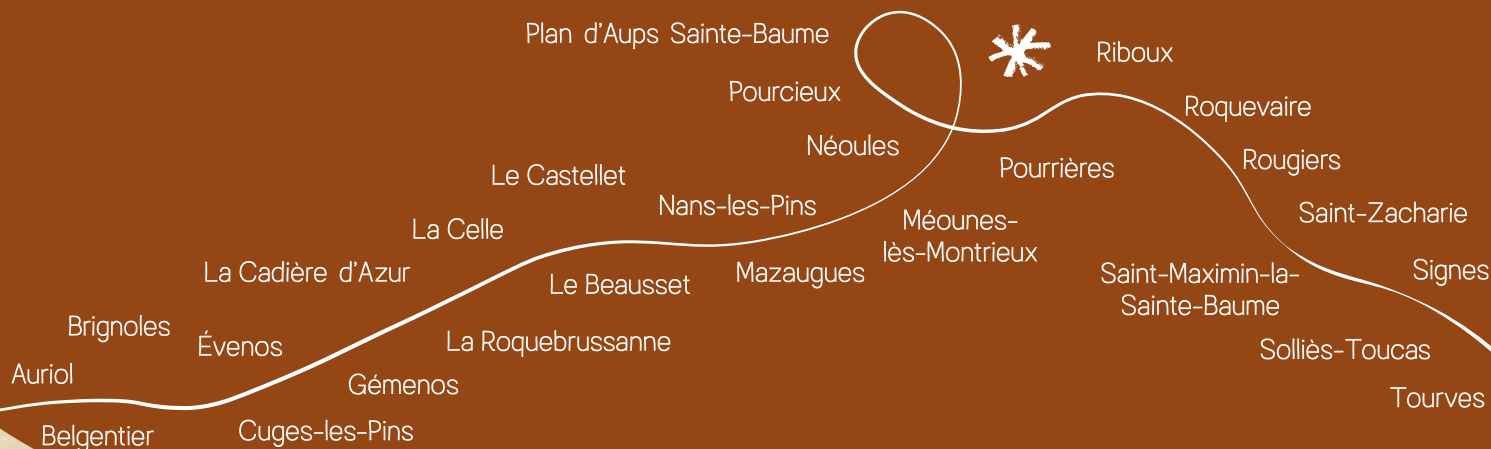 Plan d'Aups Sainte-Baume
Riboux
Pourcieux
Roquevaire
Néoules
Rougiers
Pourrières
Le Castellet
Nans-les-Pins
Saint-Zacharie
Méounes-
lès-Montrieux
La Celle
La Cadière d'Azur
Mazaugues
Signes
Saint-Maximin-la-
Sainte-Baume
Le Beausset
Brignoles
Évenos
La Roquebrussanne
Solliès-Toucas
Auriol
Gémenos
Tourves
Belgentier
Cuges-les-Pins